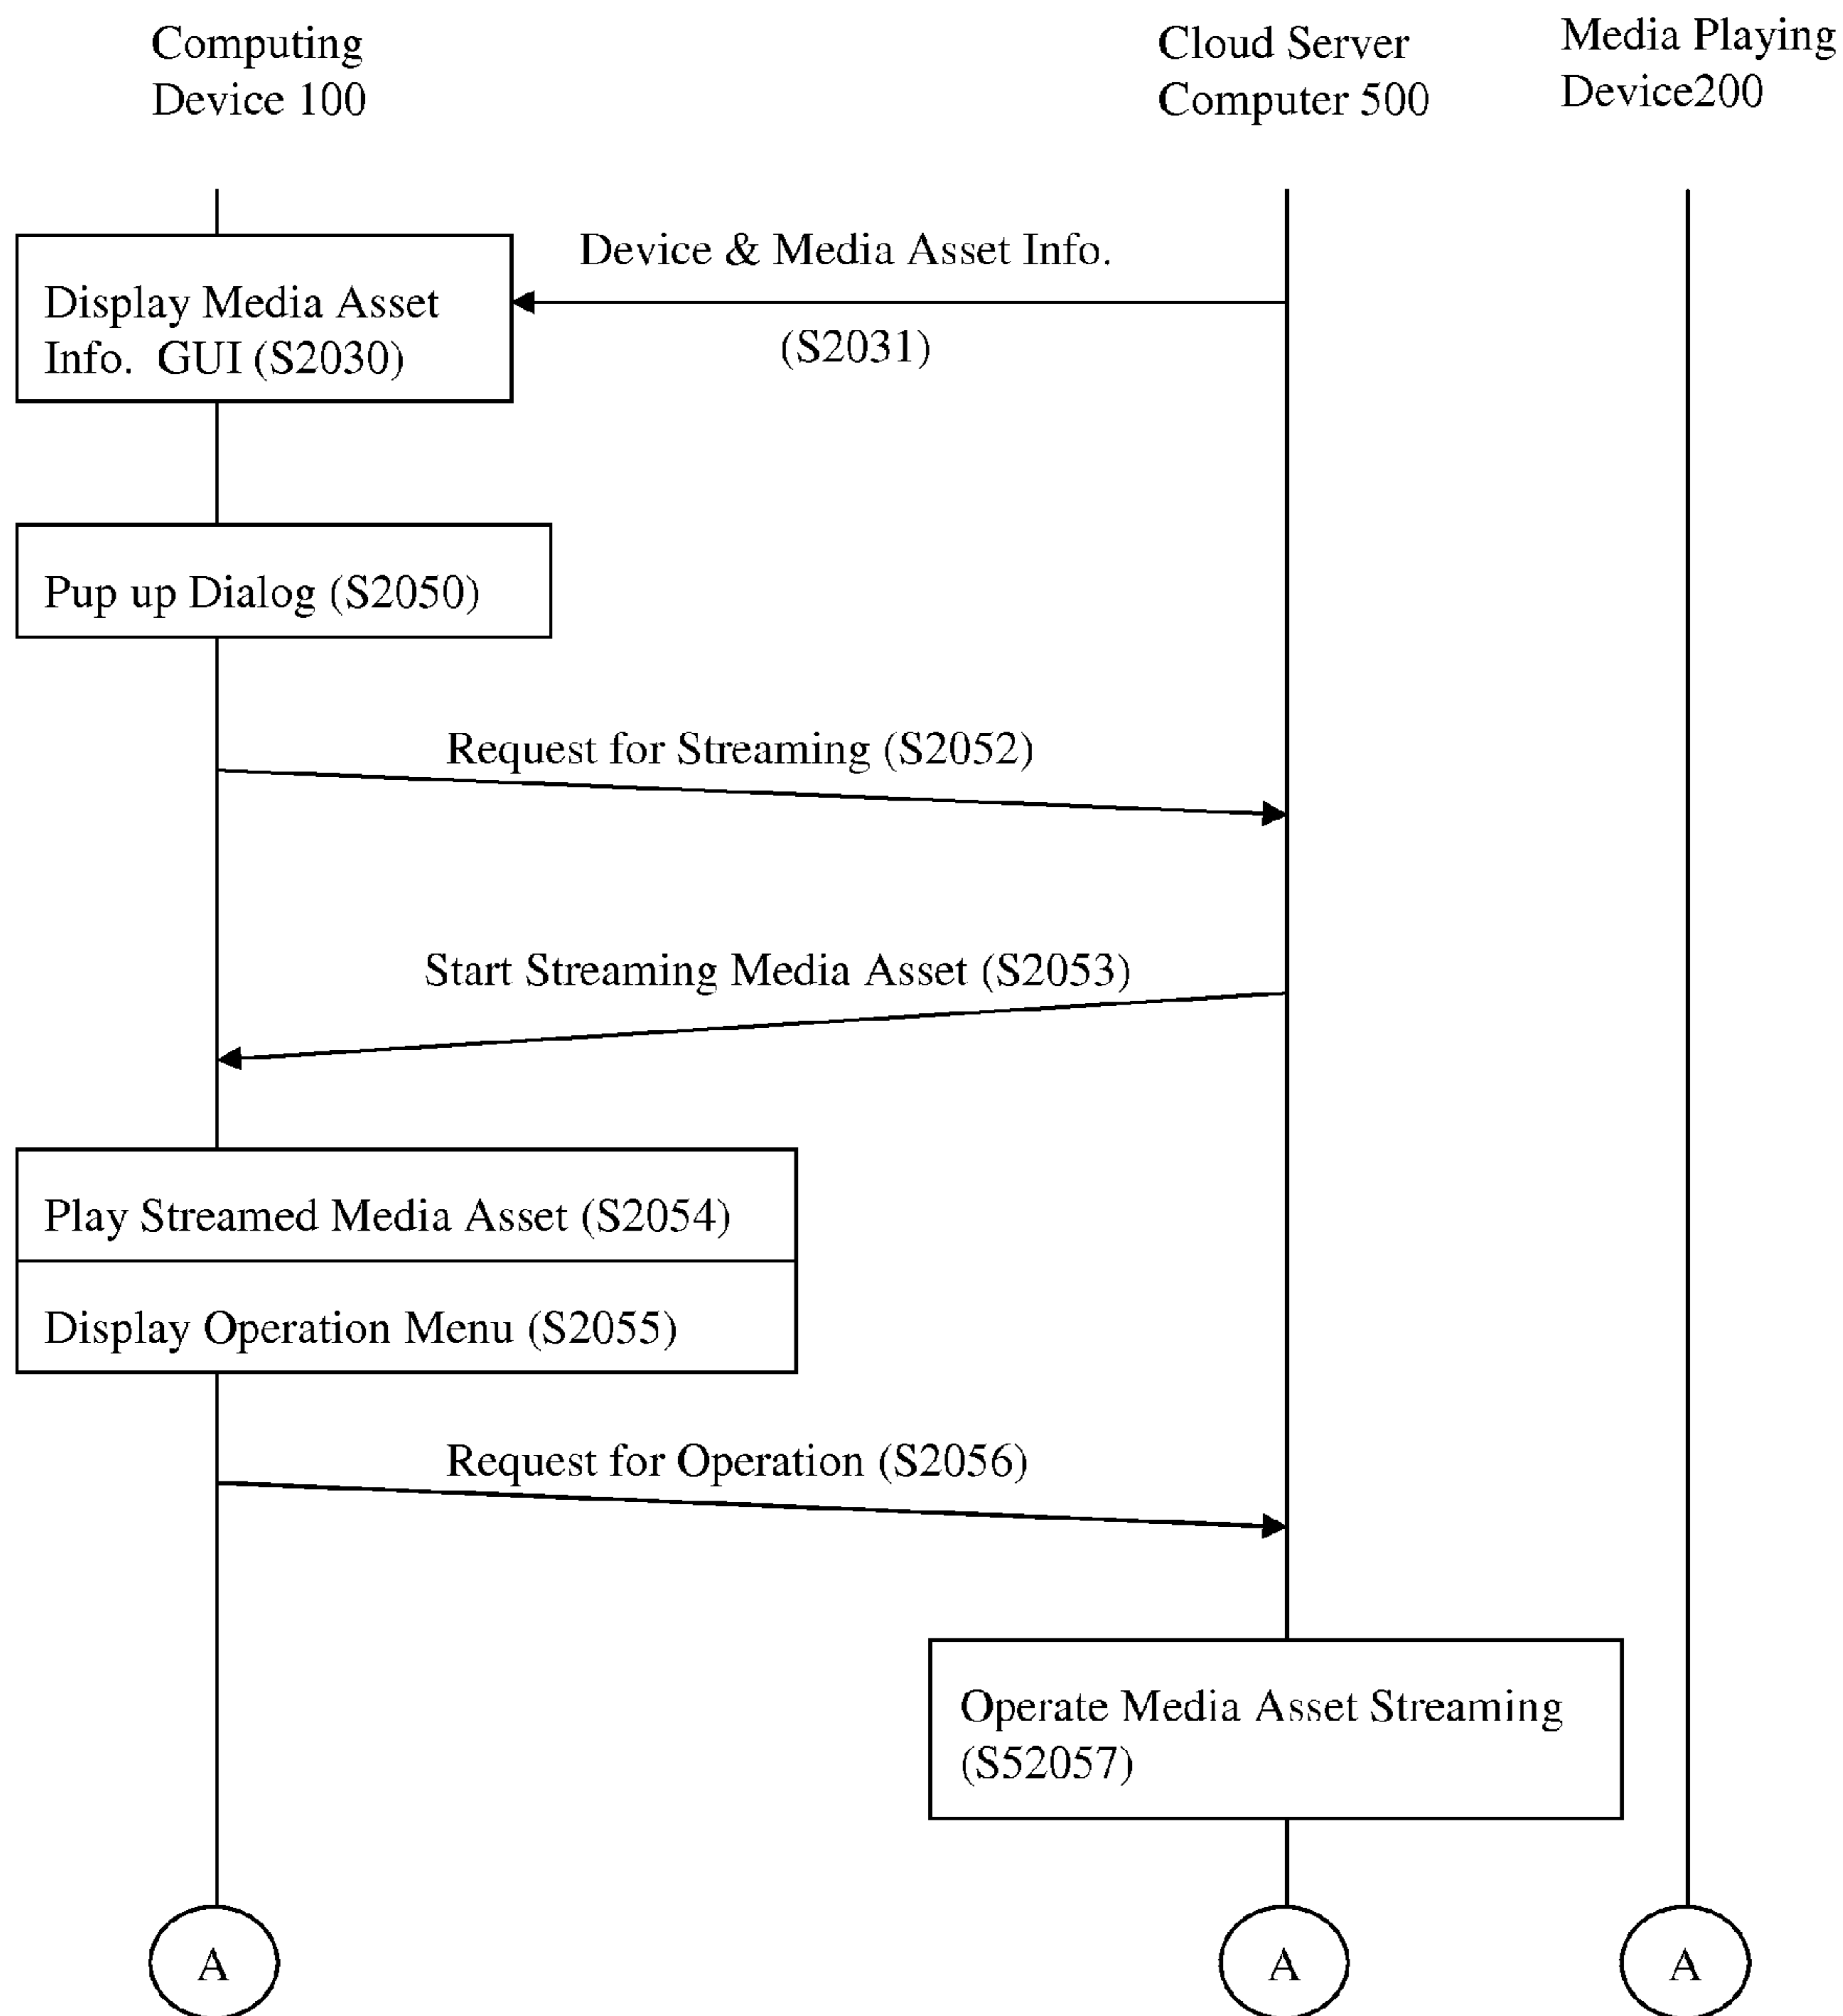 Computing
Device 100
Cloud Server
Computer 500
Media Playing
Device200
Device & Media Asset Info.
(S2031)
Display Media Asset
Info. GUI (S2030)
Pup up Dialog (S2050)
Request for Streaming (S2052)
Start Streaming Media Asset (S2053)
Play Streamed Media Asset (S2054)
Display Operation Menu (S2055)
Request for Operation (S2056)
Operate Media Asset Streaming
(S52057)
A
A
A